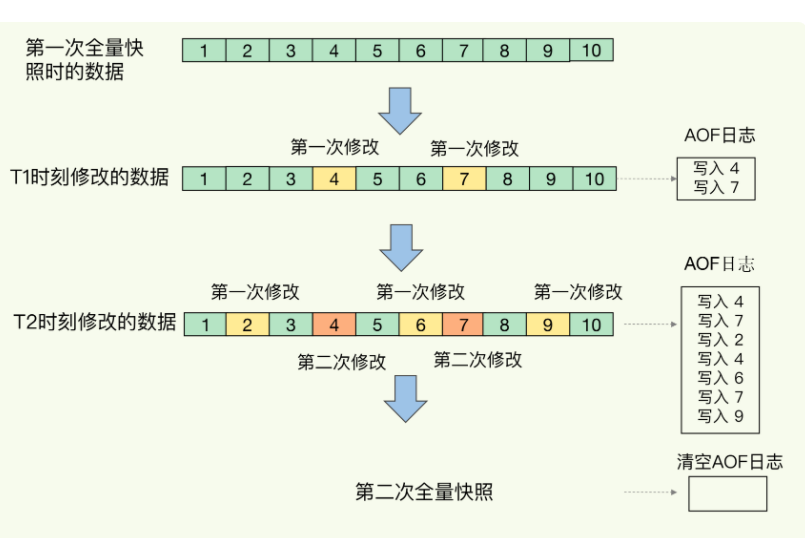 第一次全量快
照时的数据
1 2 3 4 5 6 7 8 9 10
第一次修改 第一次修改
AOF日志
T1时刻修改的数据
1 2 3 4 5 6 7 8 9 10
写入 4
写入 7
AOF日志
第一次修改 第一次修改 第一次修改
T2时刻修改的数据
1 2 3 4 5 6 7 8 9 10
写入 4
写入 7
写入 2
写入 4
写入 6
写入 7
写入 9
第二次修改 第二次修改
清空AOF日志
第二次全量快照